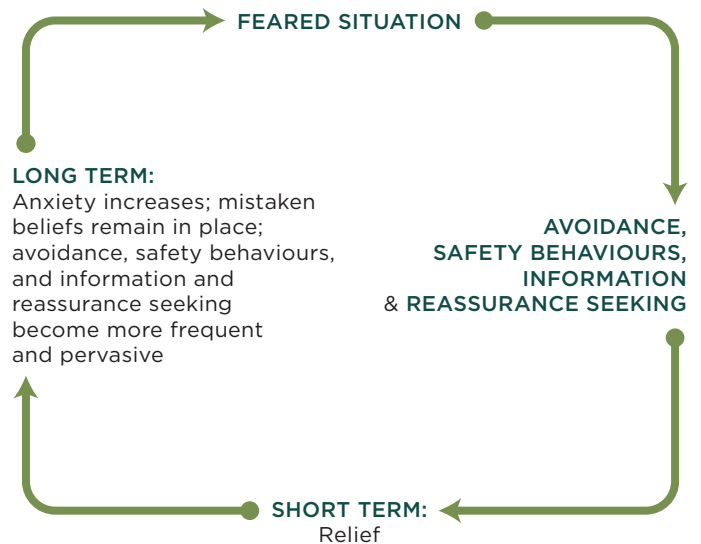 FEARED SITUATION
AVOIDANCE,
SAFETY BEHAVIOURS,
INFORMATION
& REASSURANCE SEEKING
SHORT TERM:
Relief
LONG TERM:
Anxiety increases; mistaken
beliefs remain in place;
avoidance, safety behaviours,
and information and
reassurance seeking
become more frequent
and pervasive